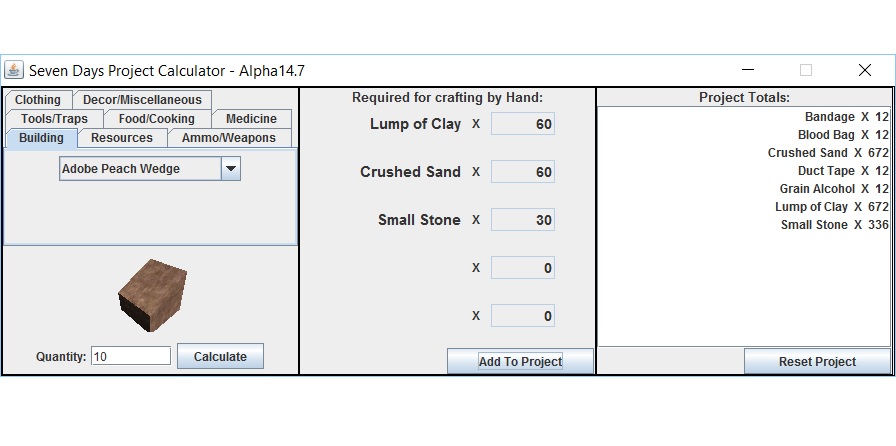 Seven Days Project Calculator - Alpha14.7
Clothing Decor/Miscellaneous
Tools/Traps Food/Cooking Medicine
Building Resources Ammo/Weapons
Adobe Peach Wedge
Quantity: 10 Calculate
Required for crafting by Hand:
Lump of Clay X 60
Crushed Sand X 60
Small Stone X 30
X 0
X 0
Add To Project
Project Totals:
Bandage X 12
Blood Bag X 12
Crushed Sand X 672
Duct Tape X 12
Grain Alcohol X 12
Lump of Clay X 672
Small Stone X 336
Reset Project